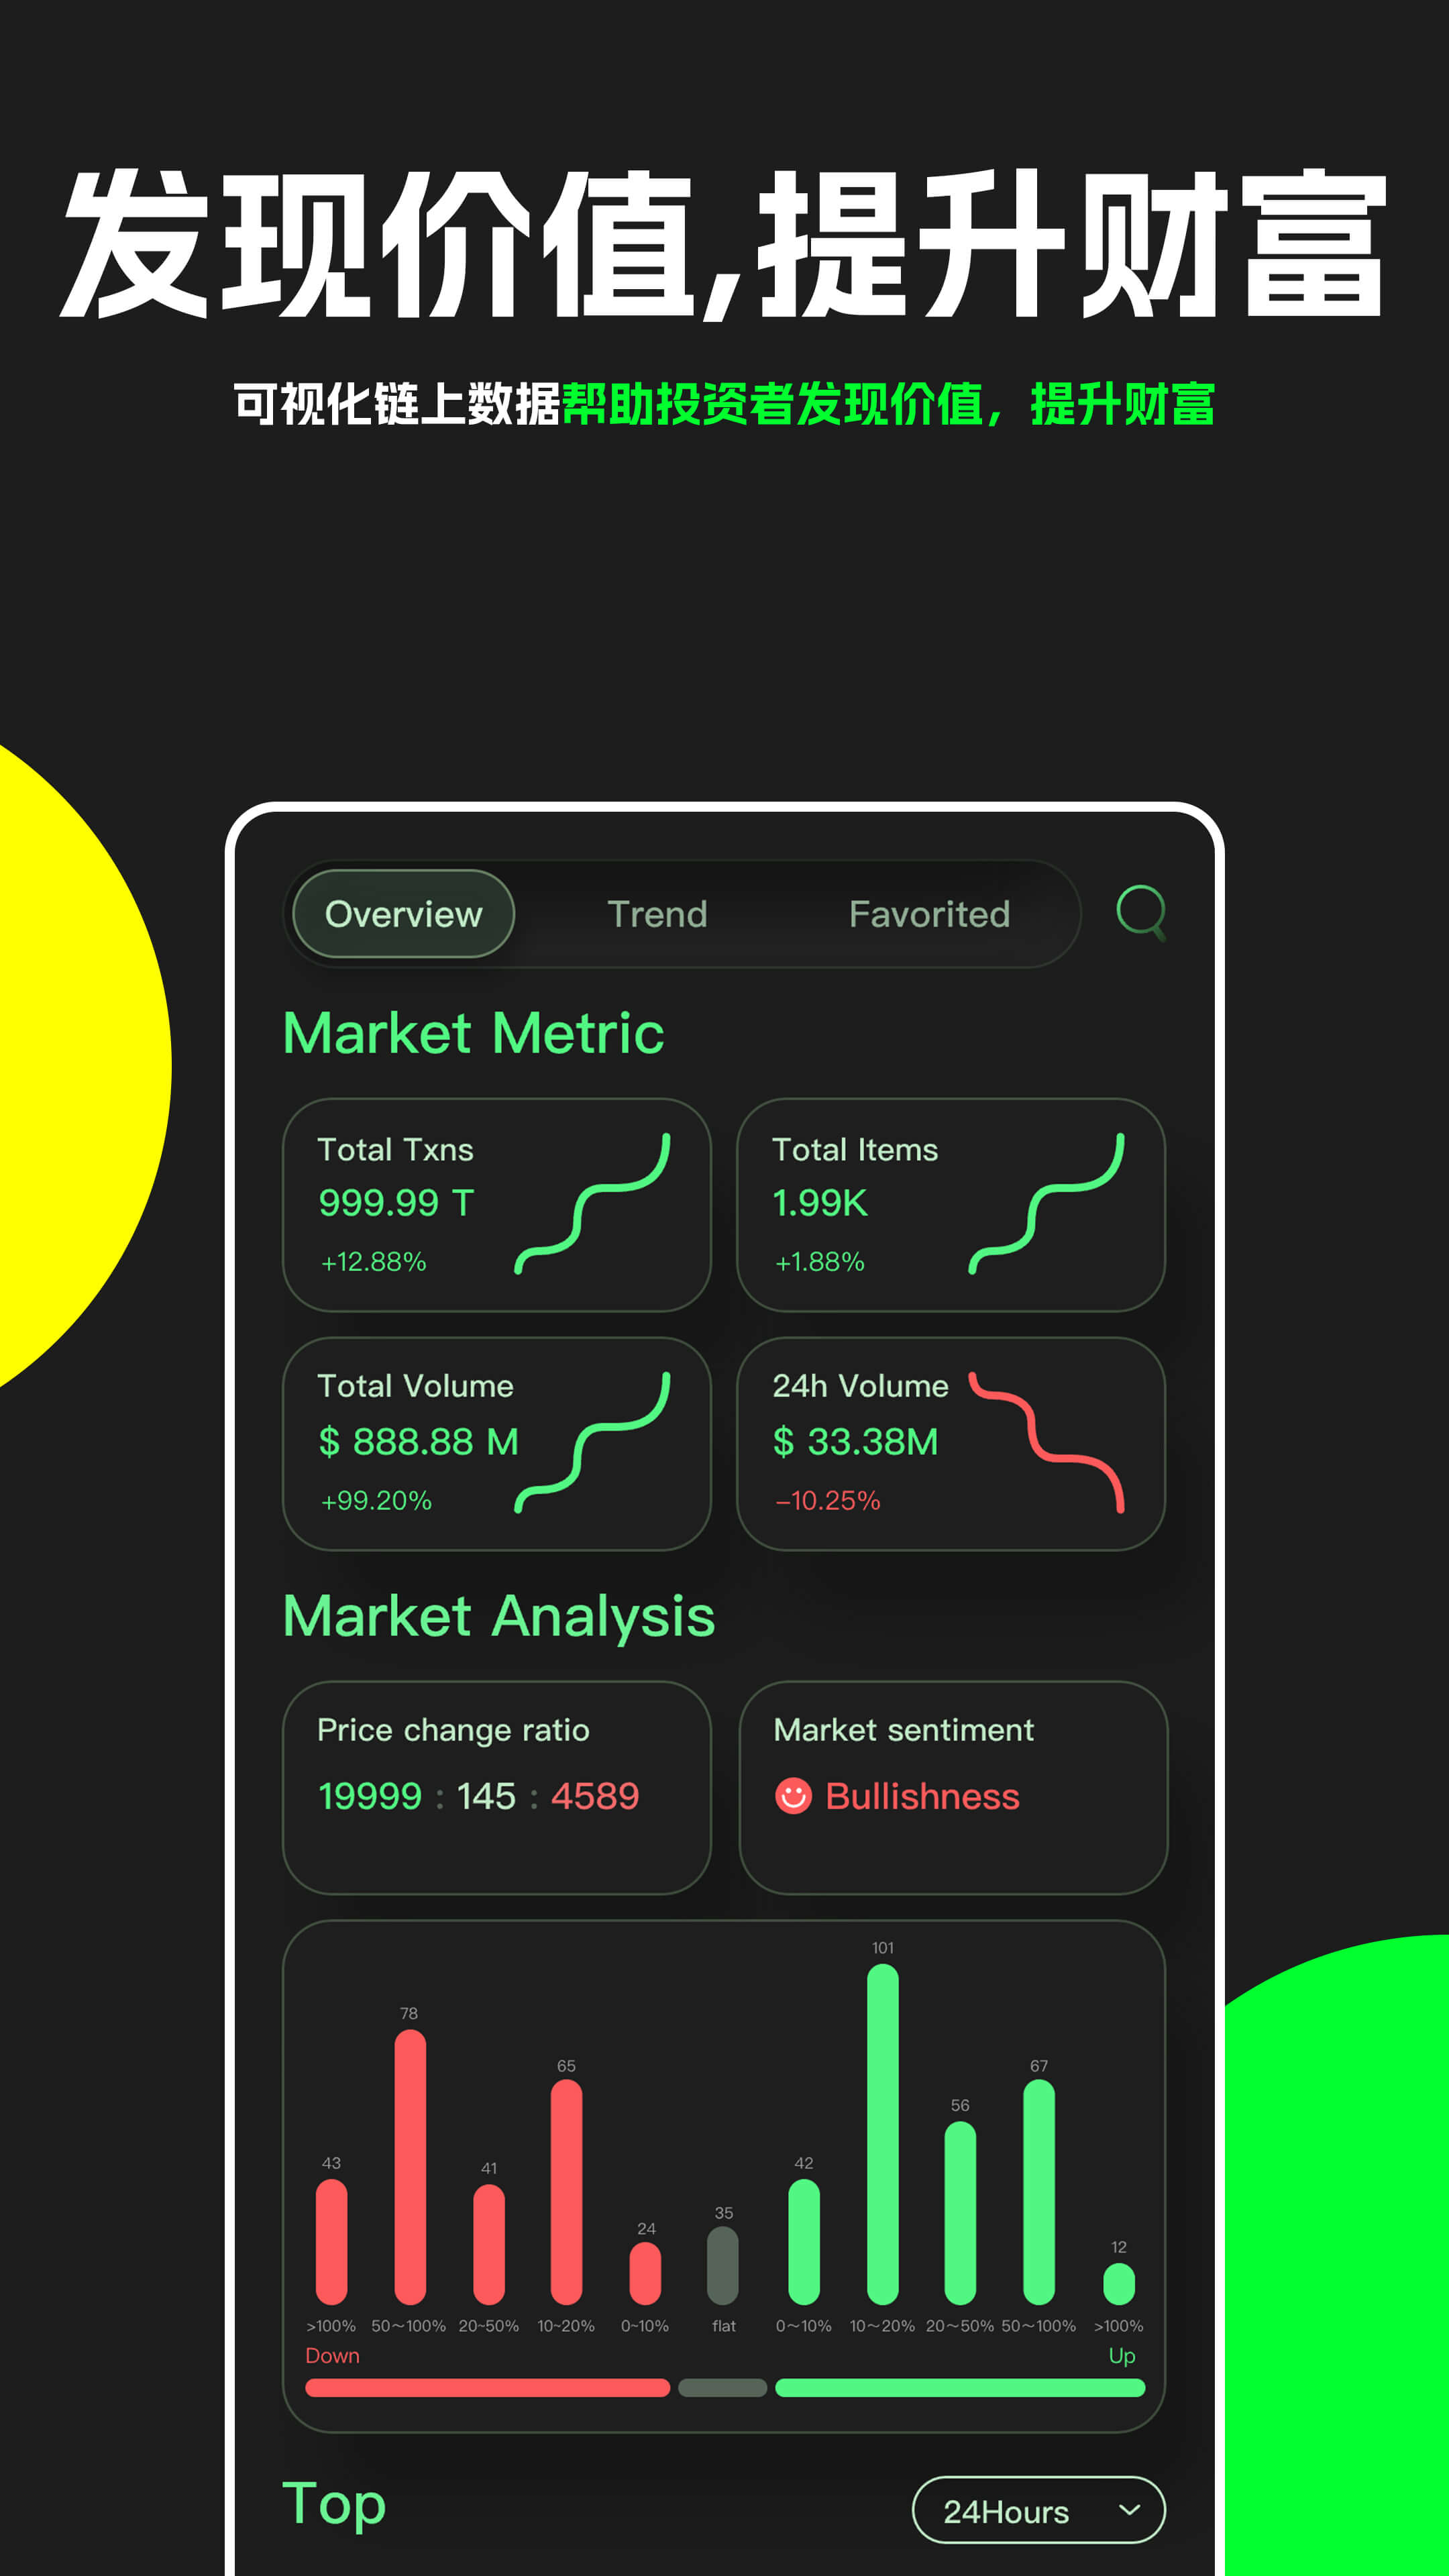 发现价值,提升财富
可视化链上数据帮助投资者发现价值，提升财富
Overview Trend Favorited
Market Metric
Total Txns
999.99 T
+12.88%
Total Items
1.99K
+1.88%
Total Volume
$ 888.88 M
+99.20%
24h Volume
$ 33.38M
-10.25%
Market Analysis
Price change ratio
19999 : 145 : 4589
Market sentiment
Bullishness
43 78 41 65 24 35 42 101 56 67 12
>100% 50～100% 20~50% 10~20% 0~10% flat 0～10% 10～20% 20～50% 50～100% >100%
Down Up
Top 24Hours